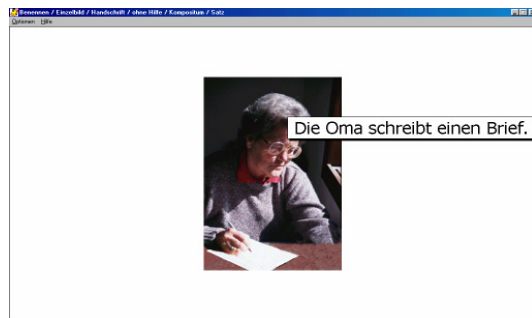 Benennen / Einzelbild / Handschrift / ohne Hilfe / Kompositum / Satz
Optionen Hilfe
Die Oma schreibt einen Brief.